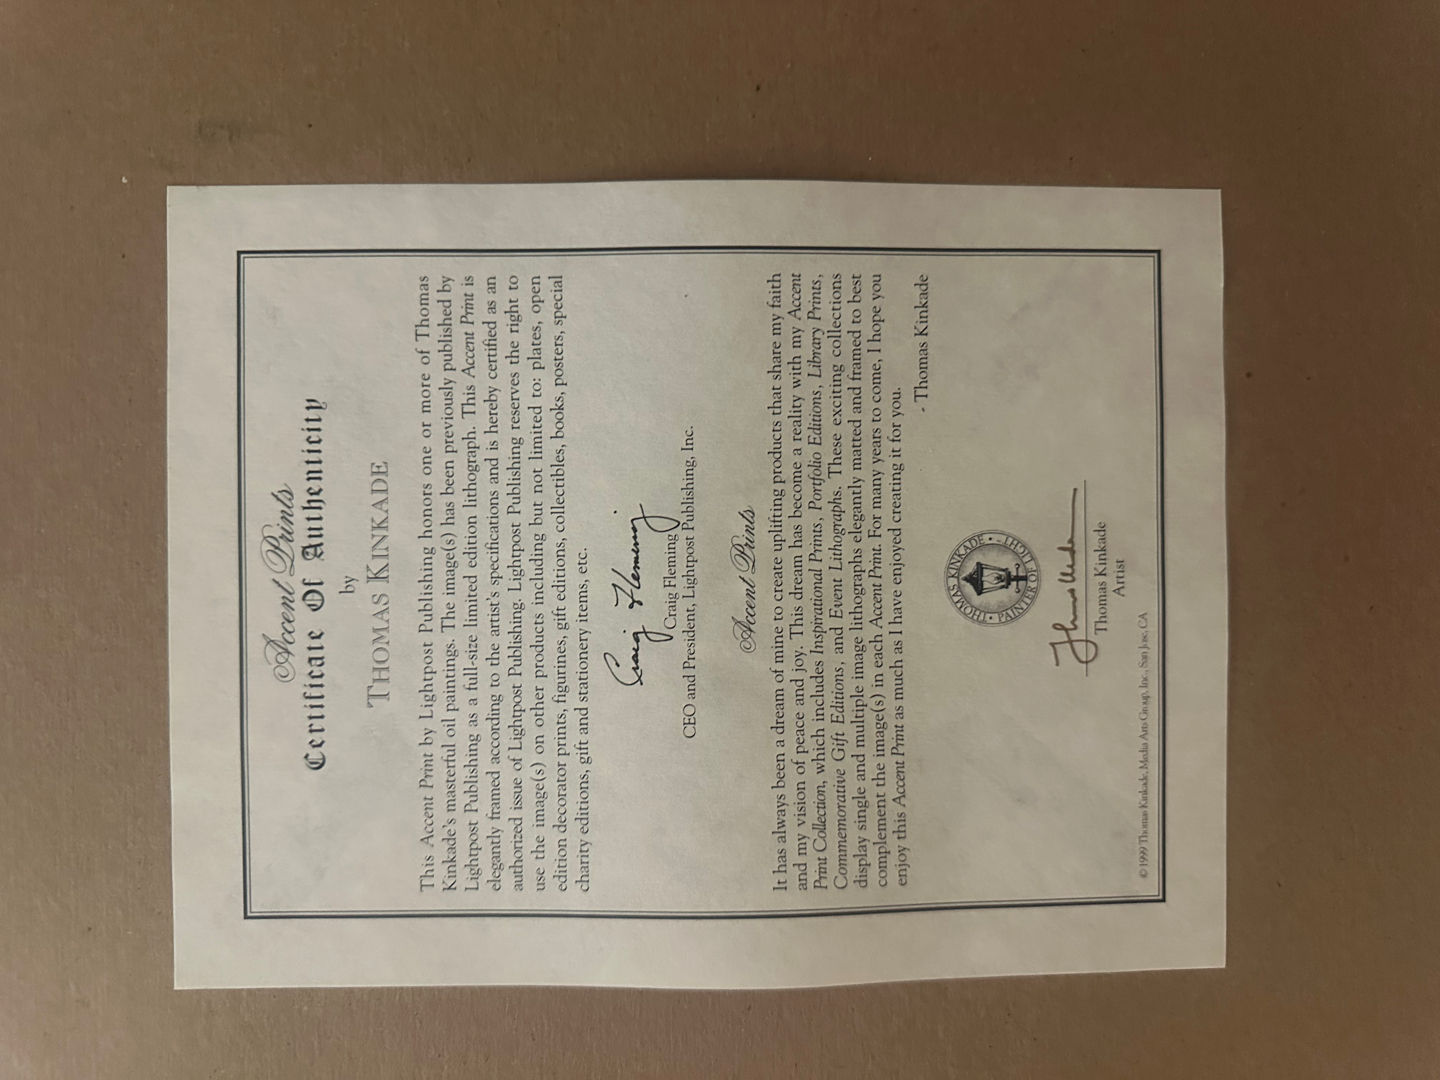 Accent Prints
Certificate Of Authenticity
by
THOMAS KINKADE
This Accent Print by Lightpost Publishing honors one or more of Thomas
Kinkade's masterful oil paintings. The image(s) has been previously published by
Lightpost Publishing as a full-size limited edition lithograph. This Accent Print is
elegantly framed according to the artist's specifications and is hereby certified as an
authorized issue of Lightpost Publishing. Lightpost Publishing reserves the right to
use the image(s) on other products including but not limited to: plates, open
edition decorator prints, figurines, gift editions, collectibles, books, posters, special
charity editions, gift and stationery items, etc.
Craig Fleming
Craig Fleming
CEO and President, Lightpost Publishing, Inc.
Accent Prints
It has always been a dream of mine to create uplifting products that share my faith
and my vision of peace and joy. This dream has become a reality with my Accent
Print Collection, which includes Inspirational Prints, Portfolio Editions, Library Prints,
Commemorative Gift Editions, and Event Lithographs. These exciting collections
display single and multiple image lithographs elegantly matted and framed to best
complement the image(s) in each Accent Print. For many years to come, I hope you
enjoy this Accent Print as much as I have enjoyed creating it for you.
- Thomas Kinkade
THOMAS KINKADE · PAINTER OF LIGHT
Thomas Kinkade
Artist
© 1999 Thomas Kinkade, Media Arts Group, Inc., San Jose, CA